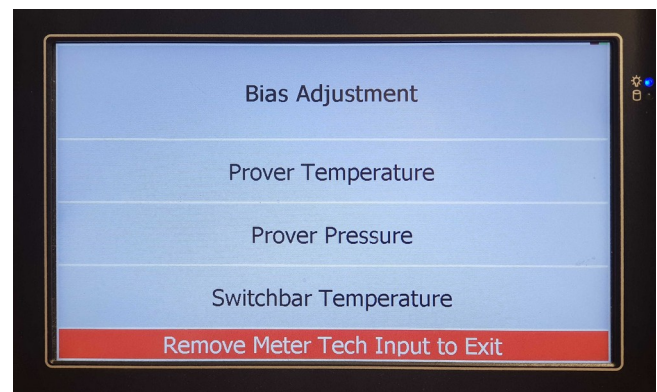 Bias Adjustment
Prover Temperature
Prover Pressure
Switchbar Temperature
Remove Meter Tech Input to Exit